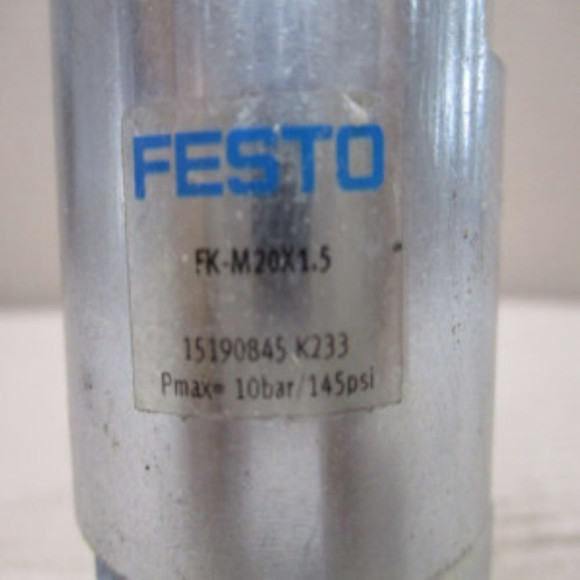 FESTO
FK-M20X1.5
15190845 K233
Pmax= 10bar/145psi